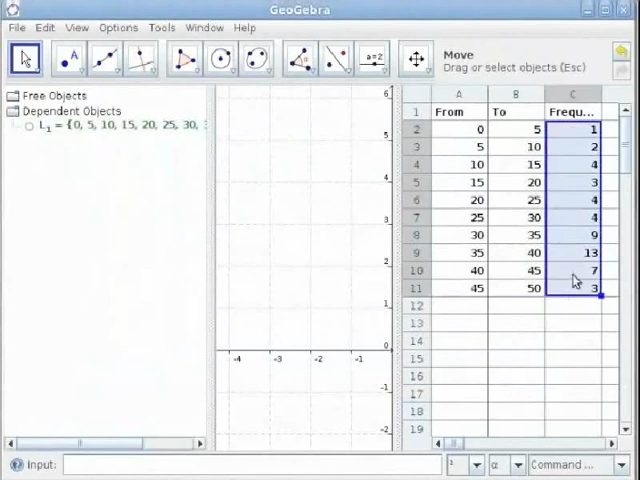 GeoGebra
File Edit View Options Tools Window Help
A
a=2
Move
Drag or select objects (Esc)
Free Objects
Dependent Objects
L1 = {0, 5, 10, 15, 20, 25, 30,
6
5
4
3
2
1
0
-1
-2
-4 -3 -2 -1
A B C
1 From To Frequ...
2 0 5 1
3 5 10 2
4 10 15 4
5 15 20 3
6 20 25 4
7 25 30 4
8 30 35 9
9 35 40 13
10 40 45 7
11 45 50 3
12
13
14
15
16
17
18
19
Input: α Command ...